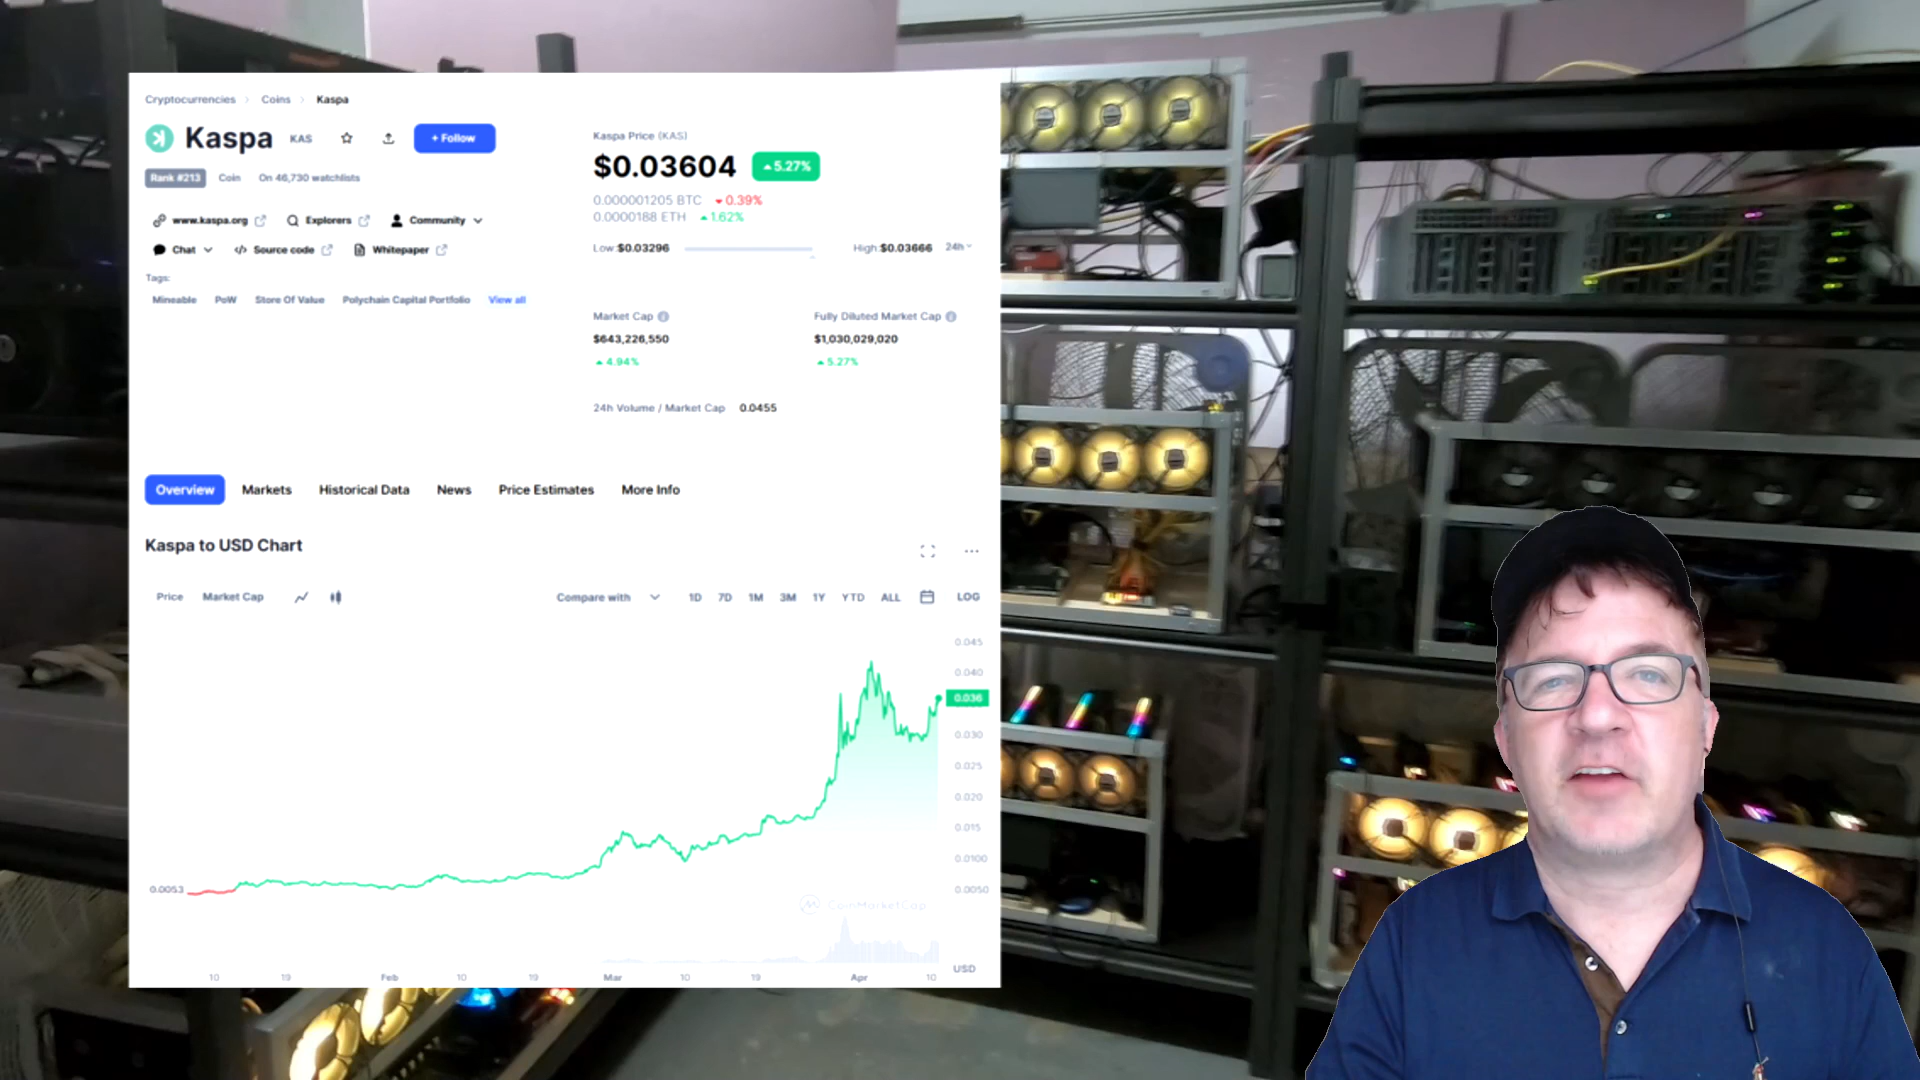 Cryptocurrencies > Coins > Kaspa
Kaspa KAS + Follow
Rank #213 Coin On 46,730 watchlists
www.kaspa.org Explorers Community
Chat Source code Whitepaper
Tags:
Mineable PoW Store Of Value Polychain Capital Portfolio View all
Kaspa Price (KAS)
$0.03604 5.27%
0.000001205 BTC 0.39%
0.0000188 ETH 1.62%
Low:$0.03296 High:$0.03666 24h
Market Cap Fully Diluted Market Cap
$643,226,550 $1,030,029,020
4.94% 5.27%
24h Volume / Market Cap 0.0455
Overview Markets Historical Data News Price Estimates More Info
Kaspa to USD Chart
Price Market Cap Compare with 1D 7D 1M 3M 1Y YTD ALL LOG
0.045
0.040
0.036
0.030
0.025
0.020
0.015
0.0100
0.0053 0.0050
CoinMarketCap
USD
10 19 Feb 10 19 Mar 10 19 Apr 10